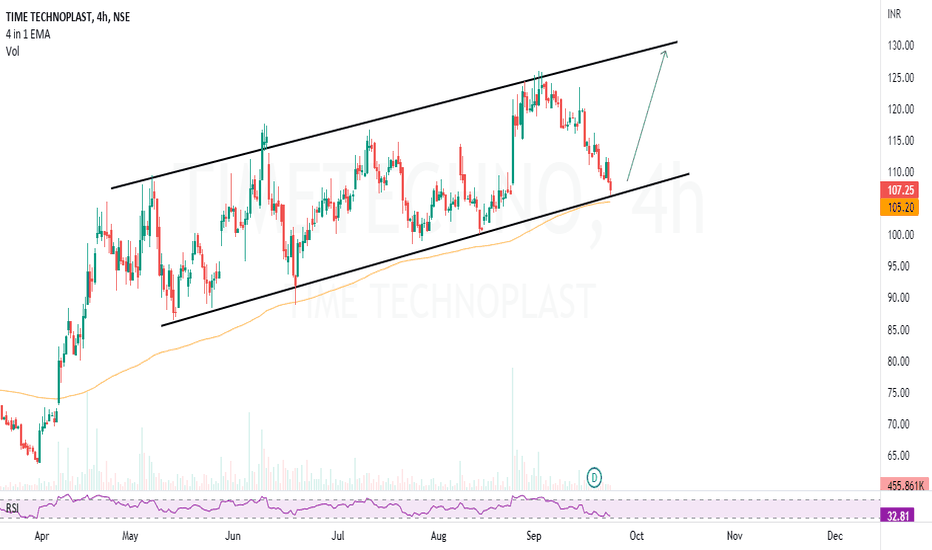 TIME TECHNOPLAST, 4h, NSE
INR
4 in 1 EMA
Vol
130.00
125.00
120.00
115.00
110.00
107.25
105.20
100.00
95.00
90.00
85.00
80.00
75.00
70.00
65.00
TIMETECHNO, 4h
TIME TECHNOPLAST
D
455.861K
RSI
32.81
Apr
May
Jun
Jul
Aug
Sep
Oct
Nov
Dec